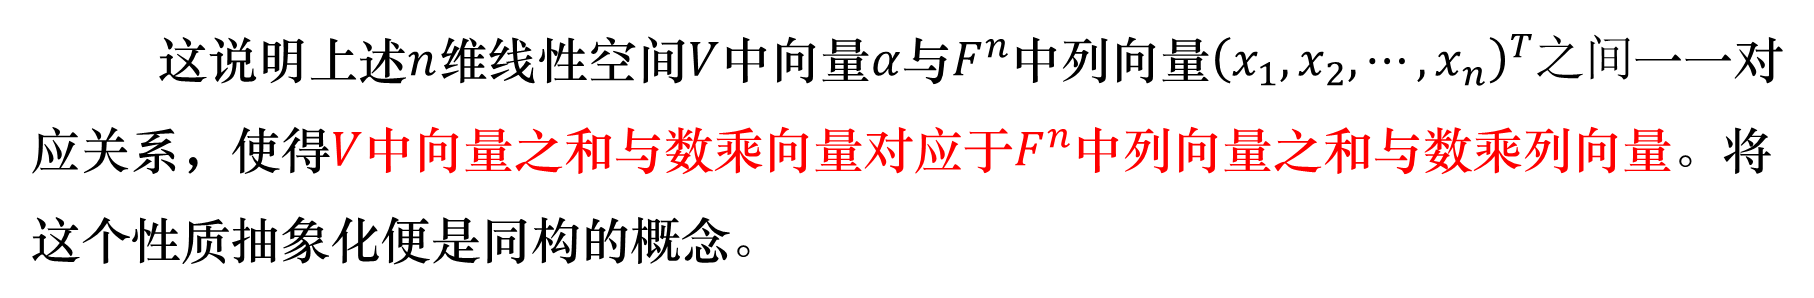 这说明上述n维线性空间V中向量α与Fⁿ中列向量(x₁, x₂, ⋯ , xₙ)ᵀ之间一一对
应关系，使得V中向量之和与数乘向量对应于Fⁿ中列向量之和与数乘列向量。将
这个性质抽象化便是同构的概念。